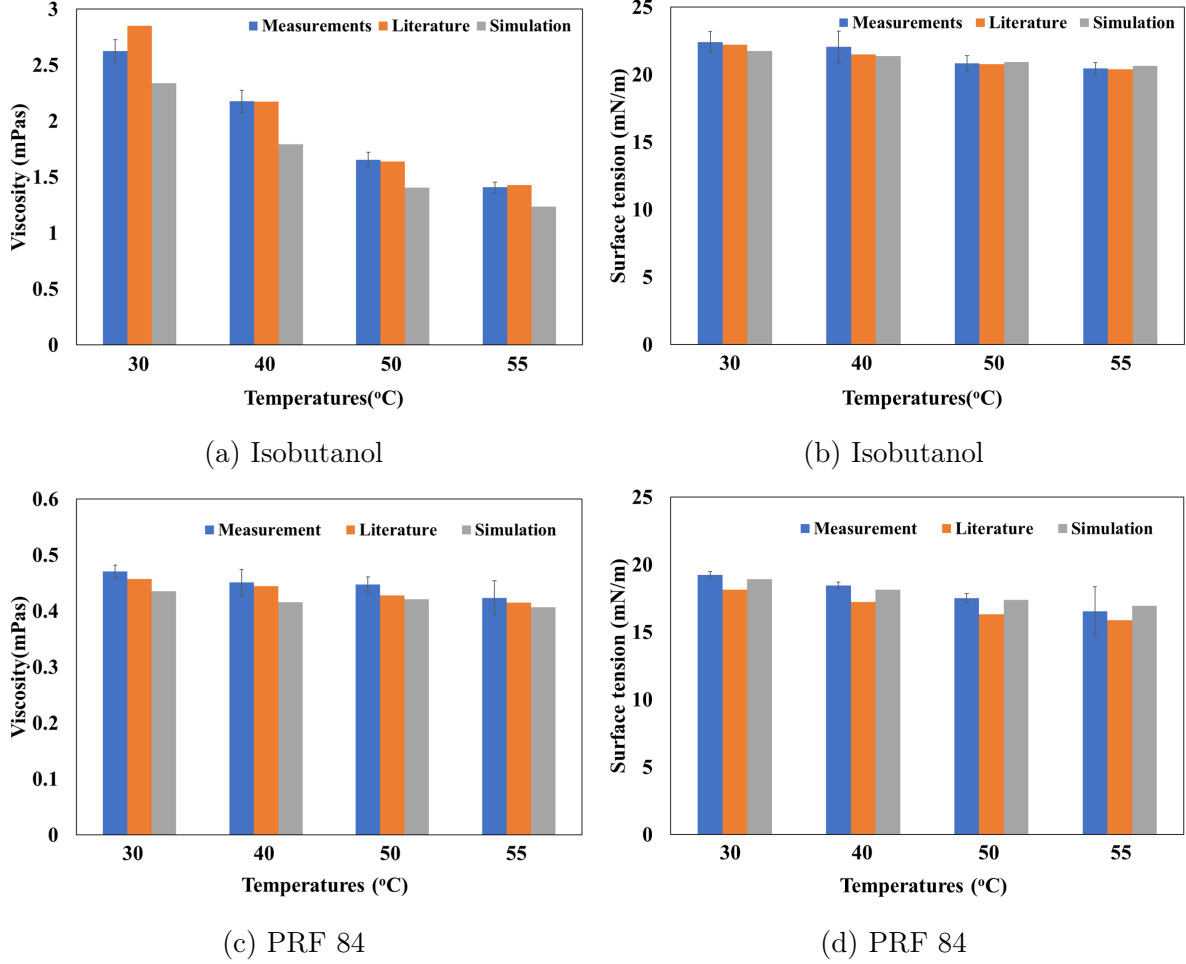 3
2.5
2
1.5
1
0.5
0
Viscosity (mPas)
Measurements Literature Simulation
30 40 50 55
Temperatures(°C)
(a) Isobutanol
25
20
15
10
5
0
Surface tension (mN/m)
Measurements Literature Simulation
30 40 50 55
Temperatures(°C)
(b) Isobutanol
0.6
0.5
0.4
0.3
0.2
0.1
0
Viscosity(mPas)
Measurement Literature Simulation
30 40 50 55
Temperatures (°C)
(c) PRF 84
25
20
15
10
5
0
Surface tension (mN/m)
Measurement Literature Simulation
30 40 50 55
Temperatures (°C)
(d) PRF 84